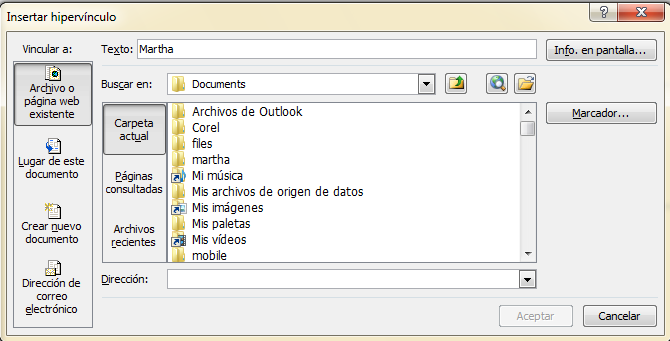 Insertar hipervínculo
Vincular a:
Texto: Martha
Info. en pantalla...
Archivo o
página web
existente
Buscar en: Documents
Carpeta
actual
Archivos de Outlook
Corel
files
martha
Mi música
Mis archivos de origen de datos
Mis imágenes
Mis paletas
Mis vídeos
mobile
Marcador...
Lugar de este
documento
Páginas
consultadas
Crear nuevo
documento
Archivos
recientes
Dirección de
correo
electrónico
Dirección:
Aceptar
Cancelar